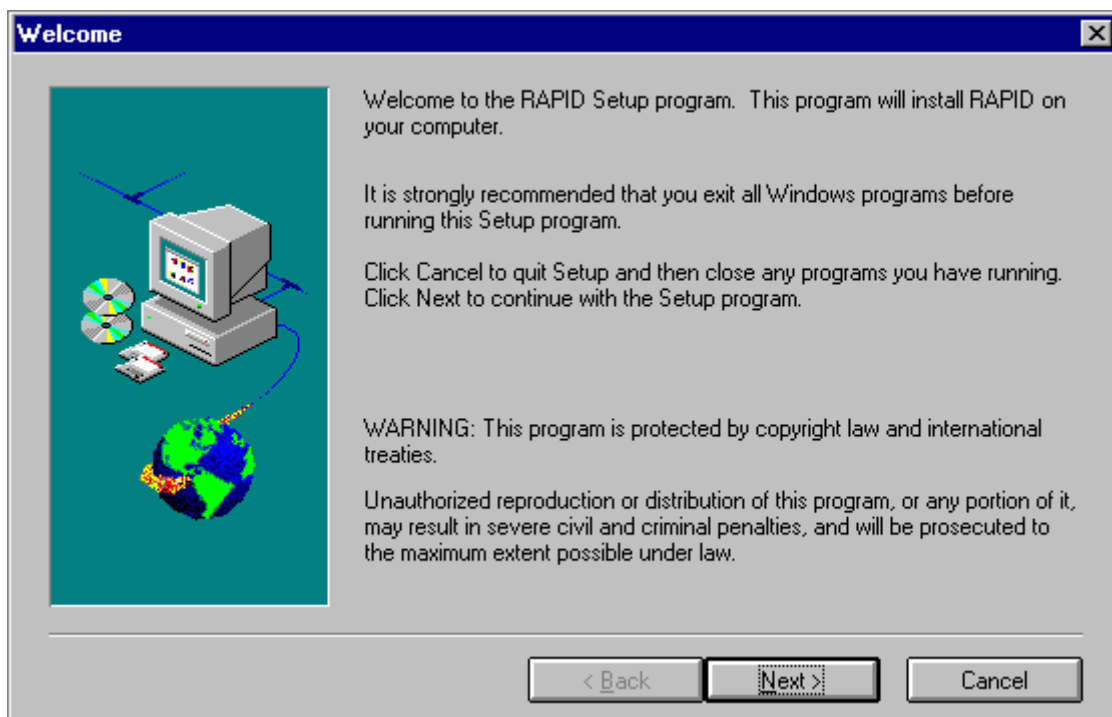 Welcome
Welcome to the RAPID Setup program.  This program will install RAPID on
your computer.
It is strongly recommended that you exit all Windows programs before
running this Setup program.
Click Cancel to quit Setup and then close any programs you have running.
Click Next to continue with the Setup program.
WARNING: This program is protected by copyright law and international
treaties.
Unauthorized reproduction or distribution of this program, or any portion of it,
may result in severe civil and criminal penalties, and will be prosecuted to
the maximum extent possible under law.
< Back
Next >
Cancel